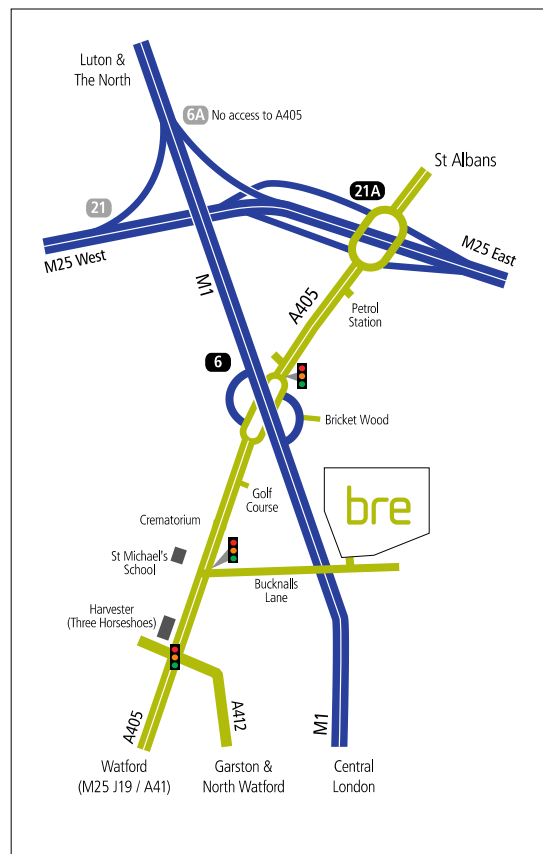 Luton &
The North
6A No access to A405
St Albans
21A
21
M25 West
M25 East
M1
A405
Petrol
Station
6
Bricket Wood
Golf
Course
bre
Crematorium
St Michael's
School
Bucknalls
Lane
Harvester
(Three Horseshoes)
A405
A412
M1
Watford
(M25 J19 / A41)
Garston &
North Watford
Central
London